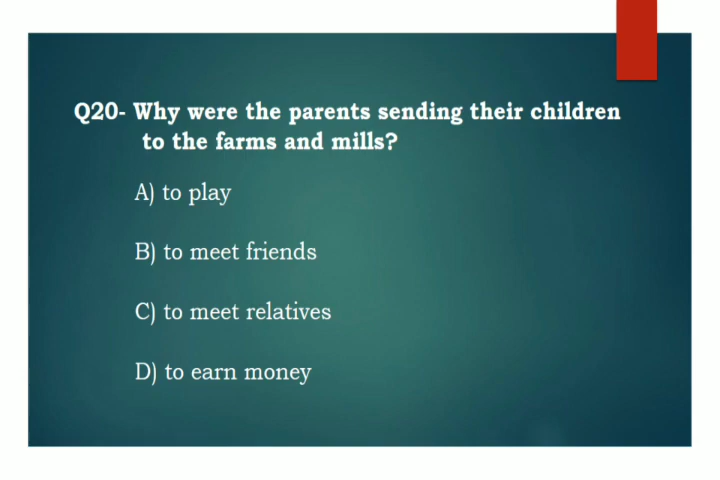 Q20- Why were the parents sending their children
to the farms and mills?
A) to play
B) to meet friends
C) to meet relatives
D) to earn money